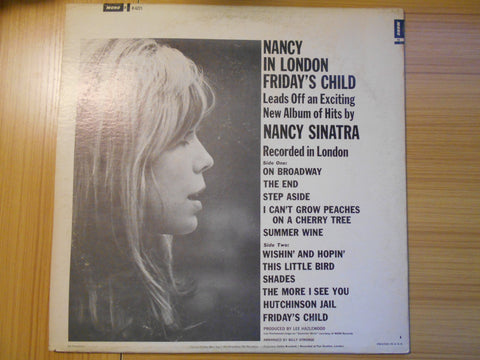 MONO
R-6221
NANCY
IN LONDON
FRIDAY'S CHILD
Leads Off an Exciting
New Album of Hits by
NANCY SINATRA
Recorded in London
Side One:
ON BROADWAY
THE END
STEP ASIDE
I CAN'T GROW PEACHES
ON A CHERRY TREE
SUMMER WINE
Side Two:
WISHIN' AND HOPIN'
THIS LITTLE BIRD
SHADES
THE MORE I SEE YOU
HUTCHINSON JAIL
FRIDAY'S CHILD
PRODUCED BY LEE HAZLEWOOD
ARRANGED BY BILLY STRANGE